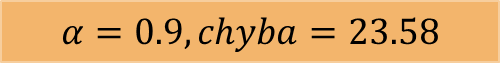 α = 0.9, chyba = 23.58